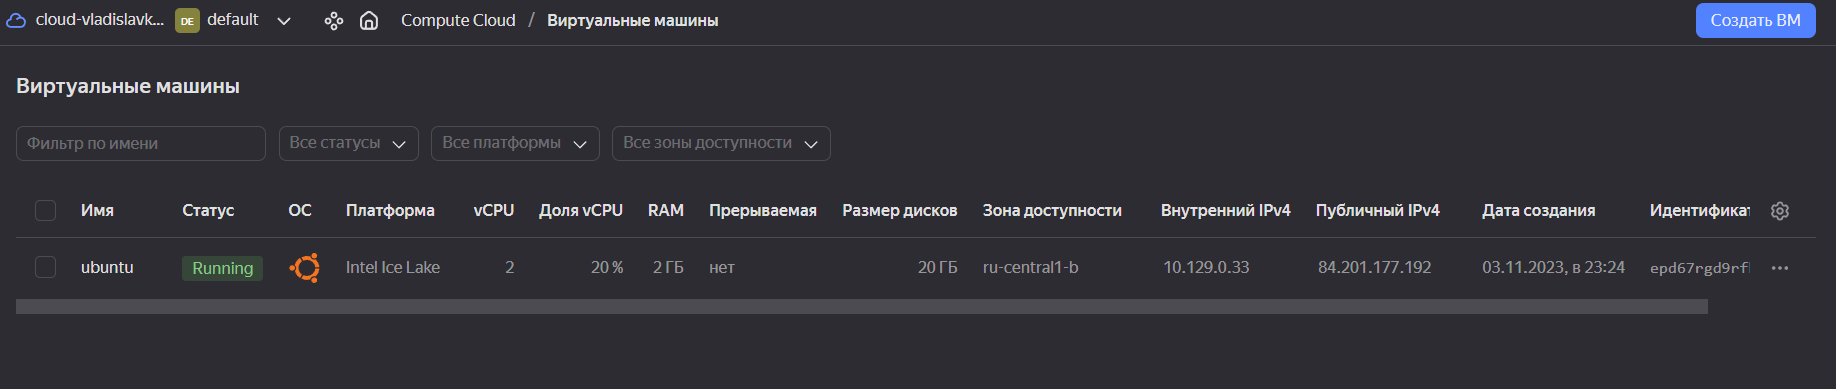 cloud-vladislavk... DE default Compute Cloud / Виртуальные машины Создать ВМ
Виртуальные машины
Фильтр по имени Все статусы Все платформы Все зоны доступности
Имя Статус ОС Платформа vCPU Доля vCPU RAM Прерываемая Размер дисков Зона доступности Внутренний IPv4 Публичный IPv4 Дата создания Идентификат
ubuntu Running Intel Ice Lake 2 20 % 2 ГБ нет 20 ГБ ru-central1-b 10.129.0.33 84.201.177.192 03.11.2023, в 23:24 epd67rgd9rf